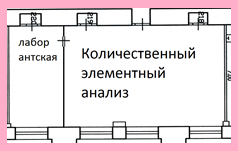 лабор
антская
Количественный
элементный
анализ